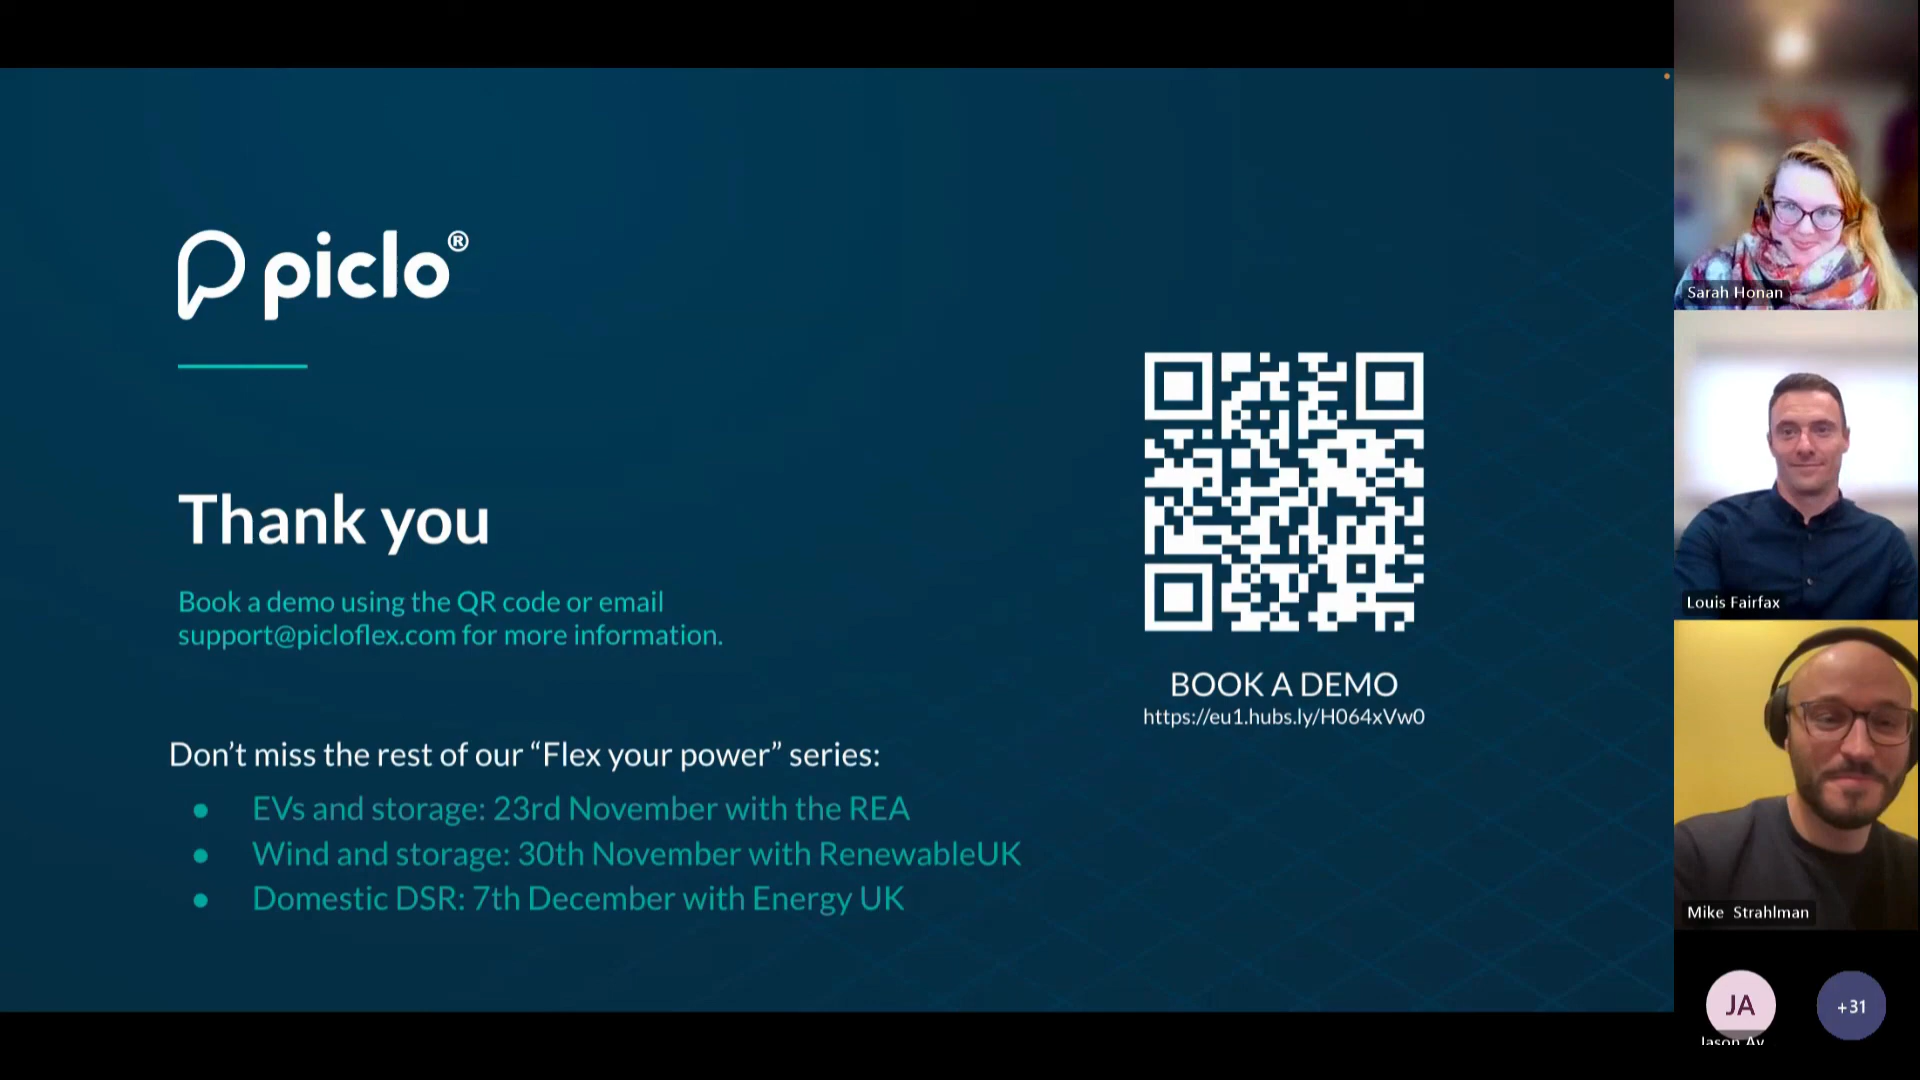 piclo®
Thank you
Book a demo using the QR code or email
support@picloflex.com for more information.
BOOK A DEMO
https://eu1.hubs.ly/H064xVw0
Don’t miss the rest of our “Flex your power” series:
● EVs and storage: 23rd November with the REA
● Wind and storage: 30th November with RenewableUK
● Domestic DSR: 7th December with Energy UK
Sarah Honan
Louis Fairfax
Mike Strahlman
JA
+31
Jason Ay